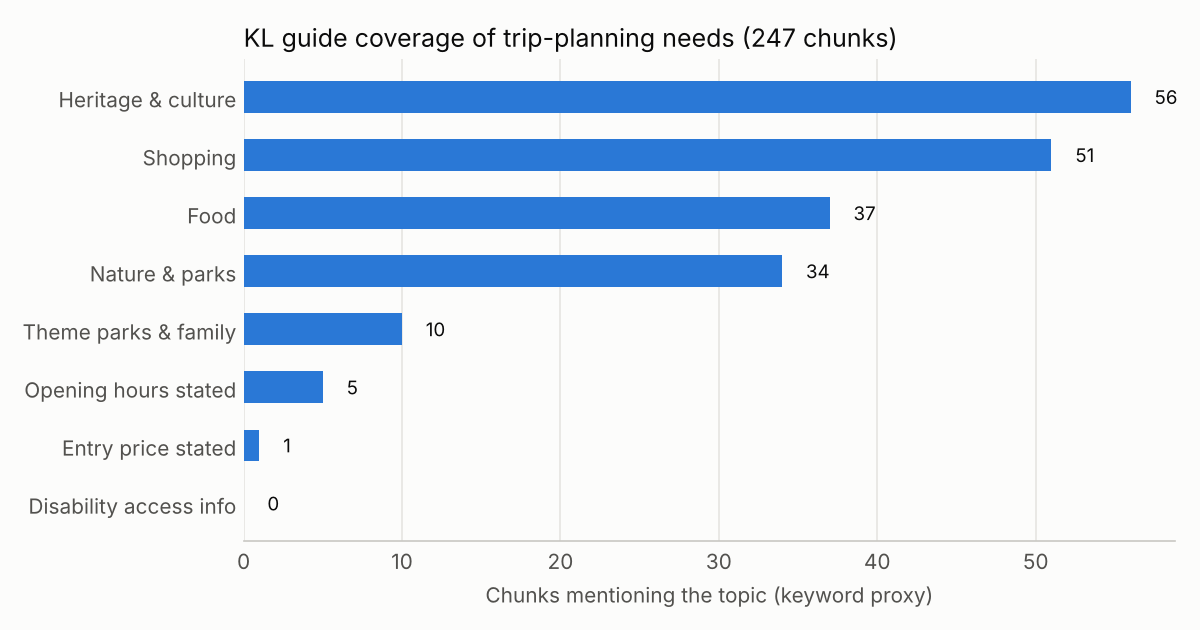 KL guide coverage of trip-planning needs (247 chunks)
Heritage & culture 56
Shopping 51
Food 37
Nature & parks 34
Theme parks & family 10
Opening hours stated 5
Entry price stated 1
Disability access info 0
0 10 20 30 40 50
Chunks mentioning the topic (keyword proxy)